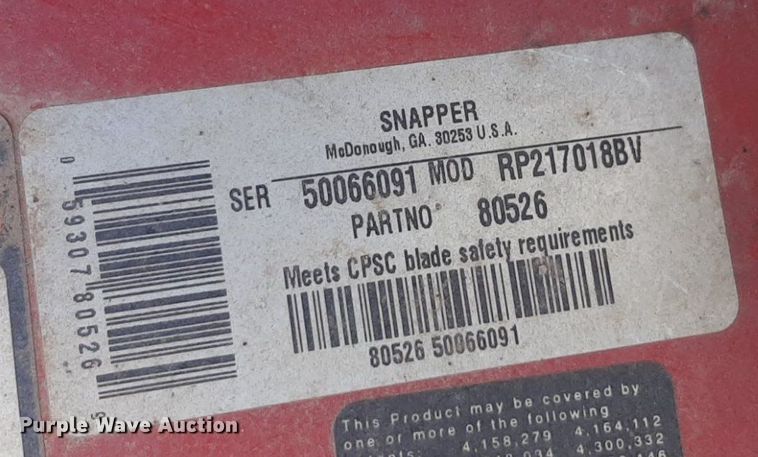 SNAPPER
McDonough, GA. 30253 U.S.A.
SER 50066091 MOD RP217018BV
PARTNO 80526
Meets CPSC blade safety requirements
80526 50066091
0 59307 80526 5
This Product may be covered by
one or more of the following
4,158,279 4,164,112
4,300,332
Purple Wave Auction